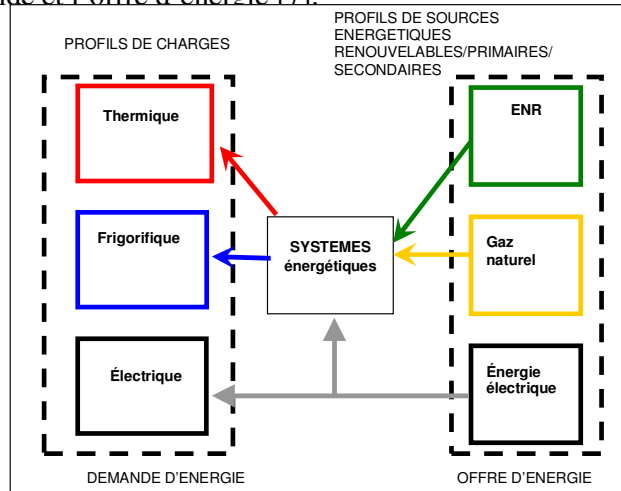 PROFILS DE CHARGES
PROFILS DE SOURCES
ENERGETIQUES
RENOUVELABLES/PRIMAIRES/
SECONDAIRES
Thermique
ENR
Frigorifique
SYSTEMES
énergétiques
Gaz
naturel
Électrique
Énergie
électrique
DEMANDE D'ENERGIE
OFFRE D'ENERGIE